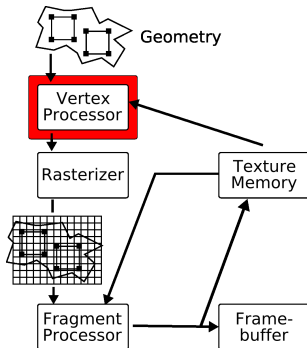 Geometry
Vertex
Processor
Rasterizer
Texture
Memory
Fragment
Processor
Frame-
buffer